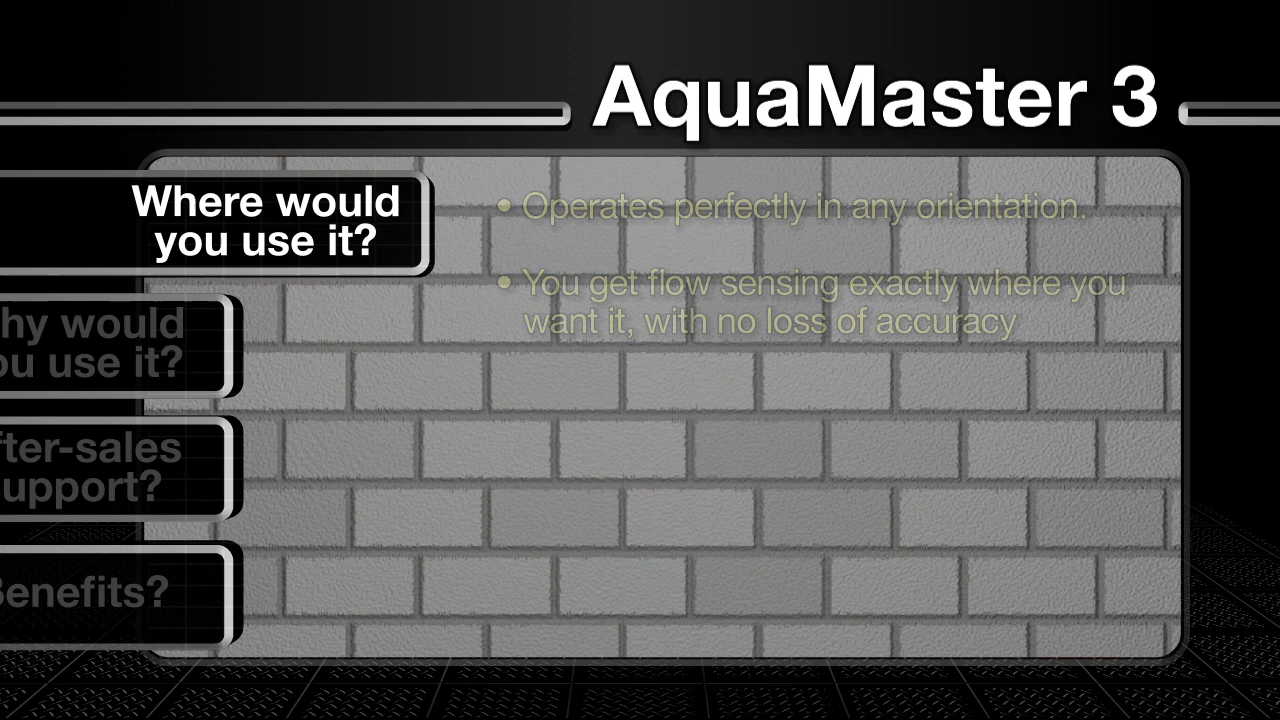 AquaMaster 3
Where would
you use it?
• Operates perfectly in any orientation.
• You get flow sensing exactly where you
want it, with no loss of accuracy
hy would
ou use it?
fter-sales
upport?
Benefits?